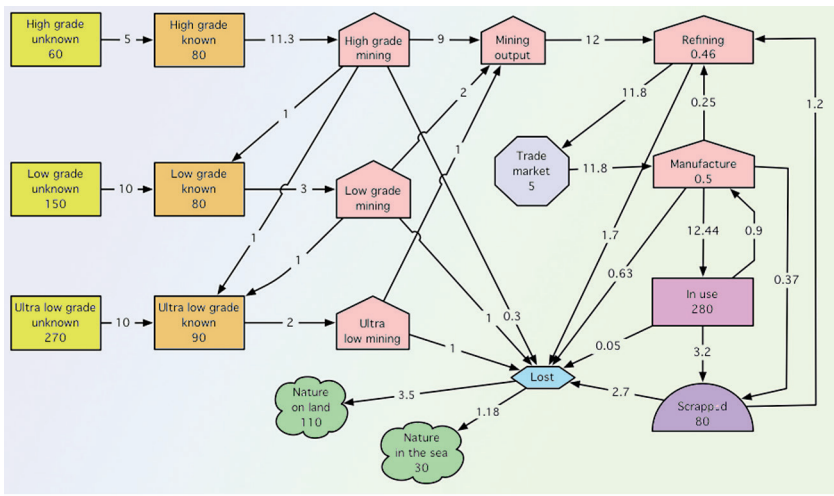 High grade
unknown
60
5
High grade
known
80
11.3
High grade
mining
9
Mining
output
12
Refining
0.46
1
2
11.8
0.25
1.2
Low grade
unknown
150
10
Low grade
known
80
3
Low grade
mining
1
Trade
market
5
11.8
Manufacture
0.5
1
1
1.7
0.63
12.44
0.9
0.37
Ultra low grade
unknown
270
10
Ultra low grade
known
90
2
Ultra
low mining
1
0.3
In use
280
1
0.05
3.2
Lost
3.5
2.7
1.18
Nature
on land
110
Nature
in the sea
30
Scrapp.d
80